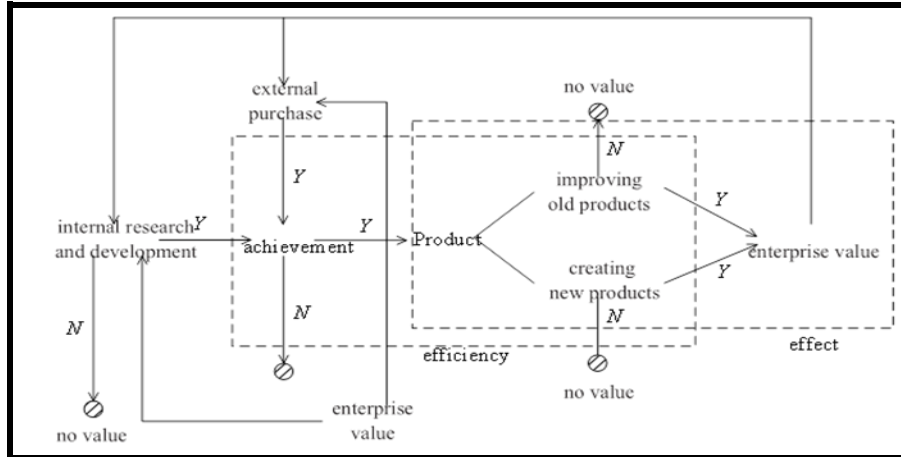 external
purchase
no value
N
Y
improving
old products
Y
internal research
and development
Y
achievement
Y
Product
enterprise value
creating
new products
Y
N
N
N
efficiency
effect
no value
enterprise
value
no value